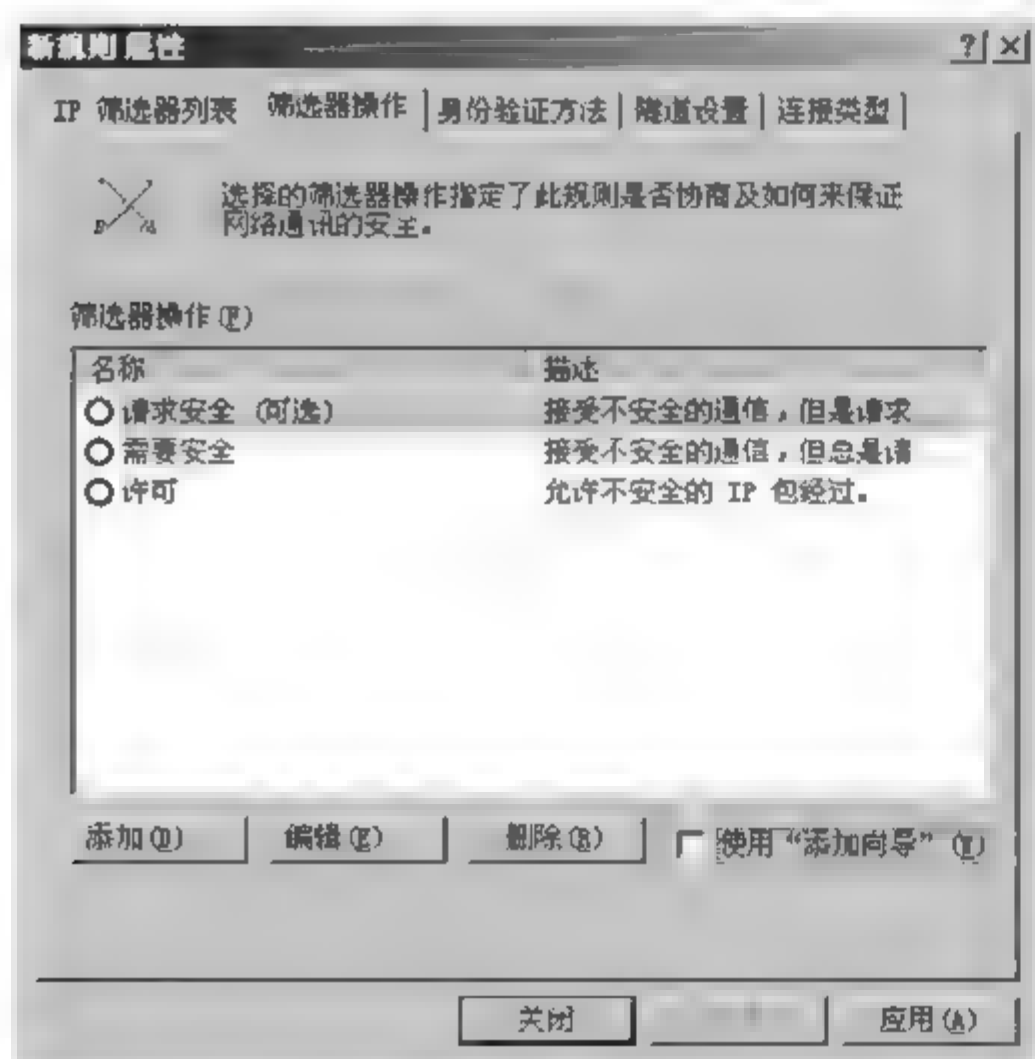 新规则 属性
IP 筛选器列表 筛选器操作 身份验证方法 隧道设置 连接类型
选择的筛选器操作指定了此规则是否协商及如何来保证
网络通讯的安全。
筛选器操作(F)
名称 描述
请求安全 (可选) 接受不安全的通信,但是请求
需要安全 接受不安全的通信,但总是请
许可 允许不安全的 IP 包经过。
添加(D) 编辑(E) 删除(R) 使用“添加向导”(W)
关闭 应用(A)